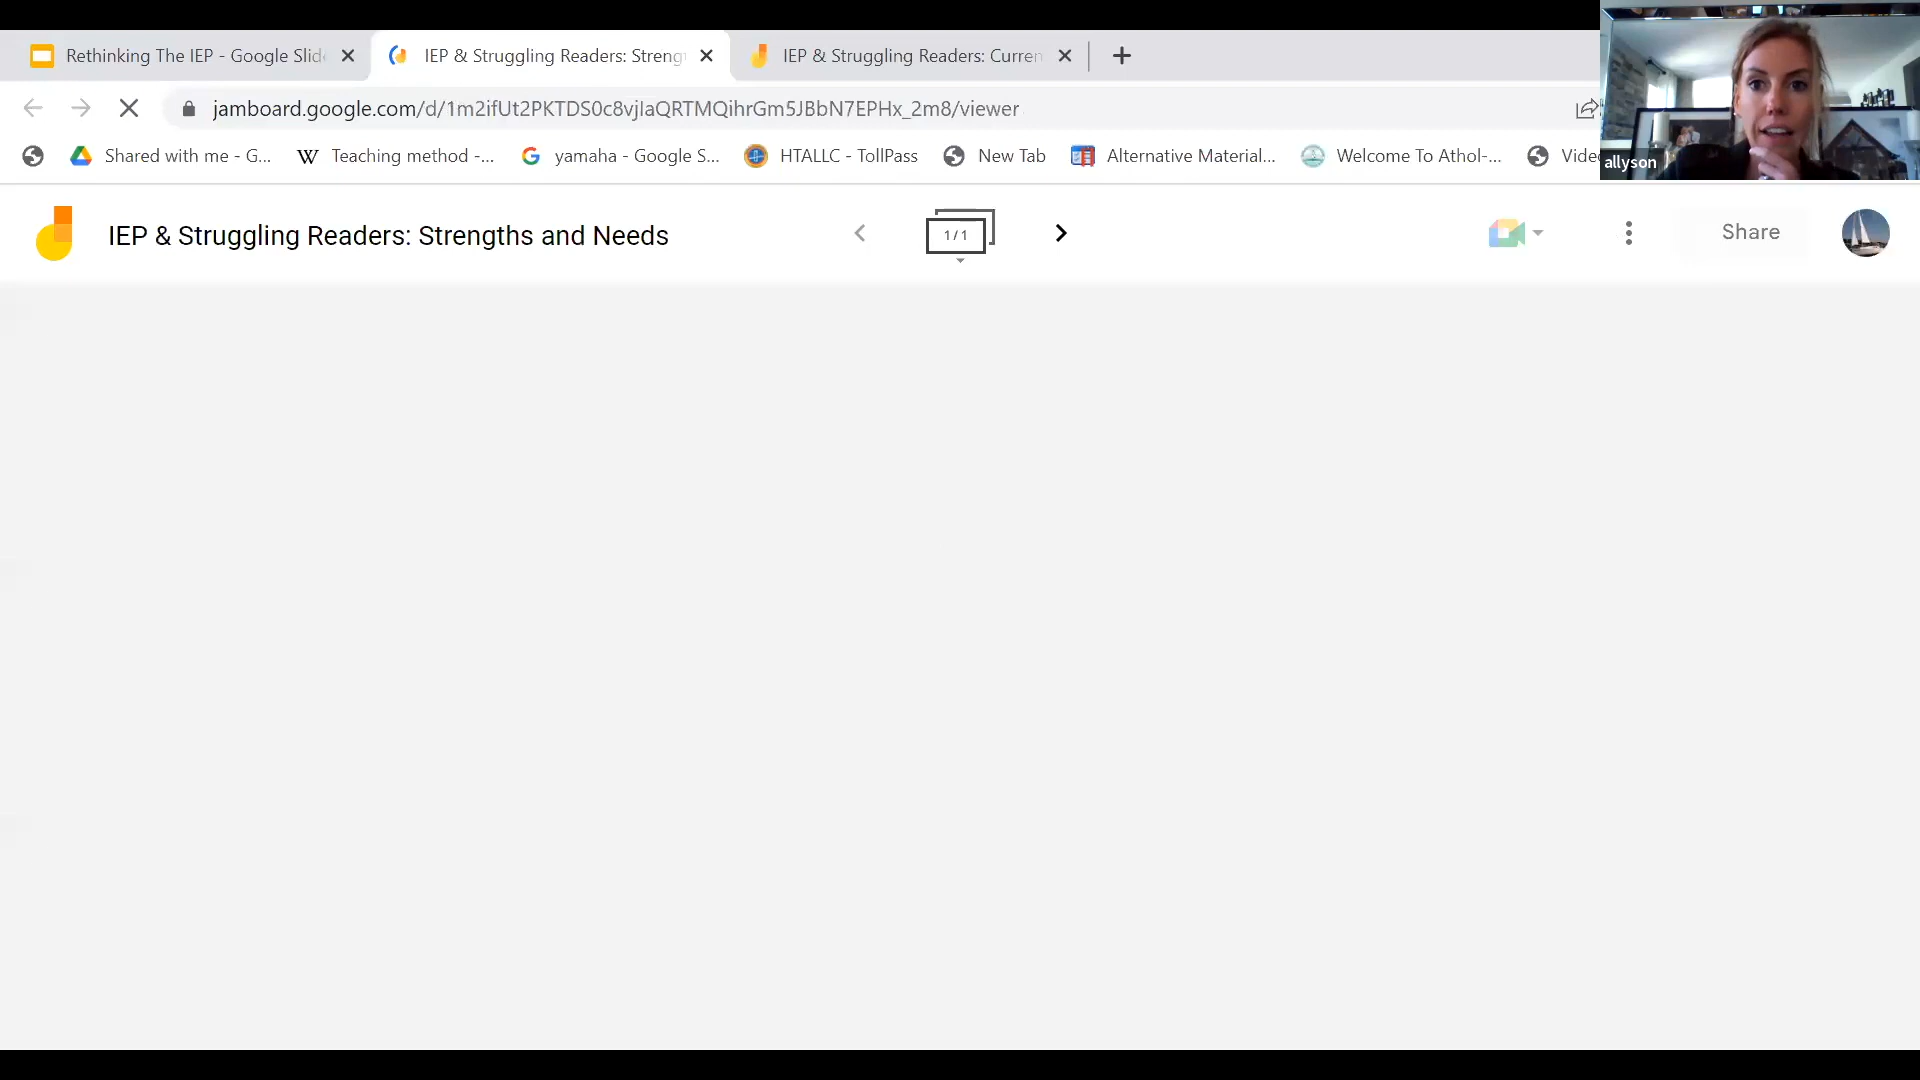 Rethinking The IEP - Google Slid
IEP & Struggling Readers: Streng
IEP & Struggling Readers: Curren
jamboard.google.com/d/1m2ifUt2PKTDS0c8vjIaQRTMQihrGm5JBbN7EPHx_2m8/viewer
Shared with me - G...
Teaching method -...
yamaha - Google S...
HTALLC - TollPass
New Tab
Alternative Material...
Welcome To Athol-...
Vide
allyson
IEP & Struggling Readers: Strengths and Needs
1 / 1
Share